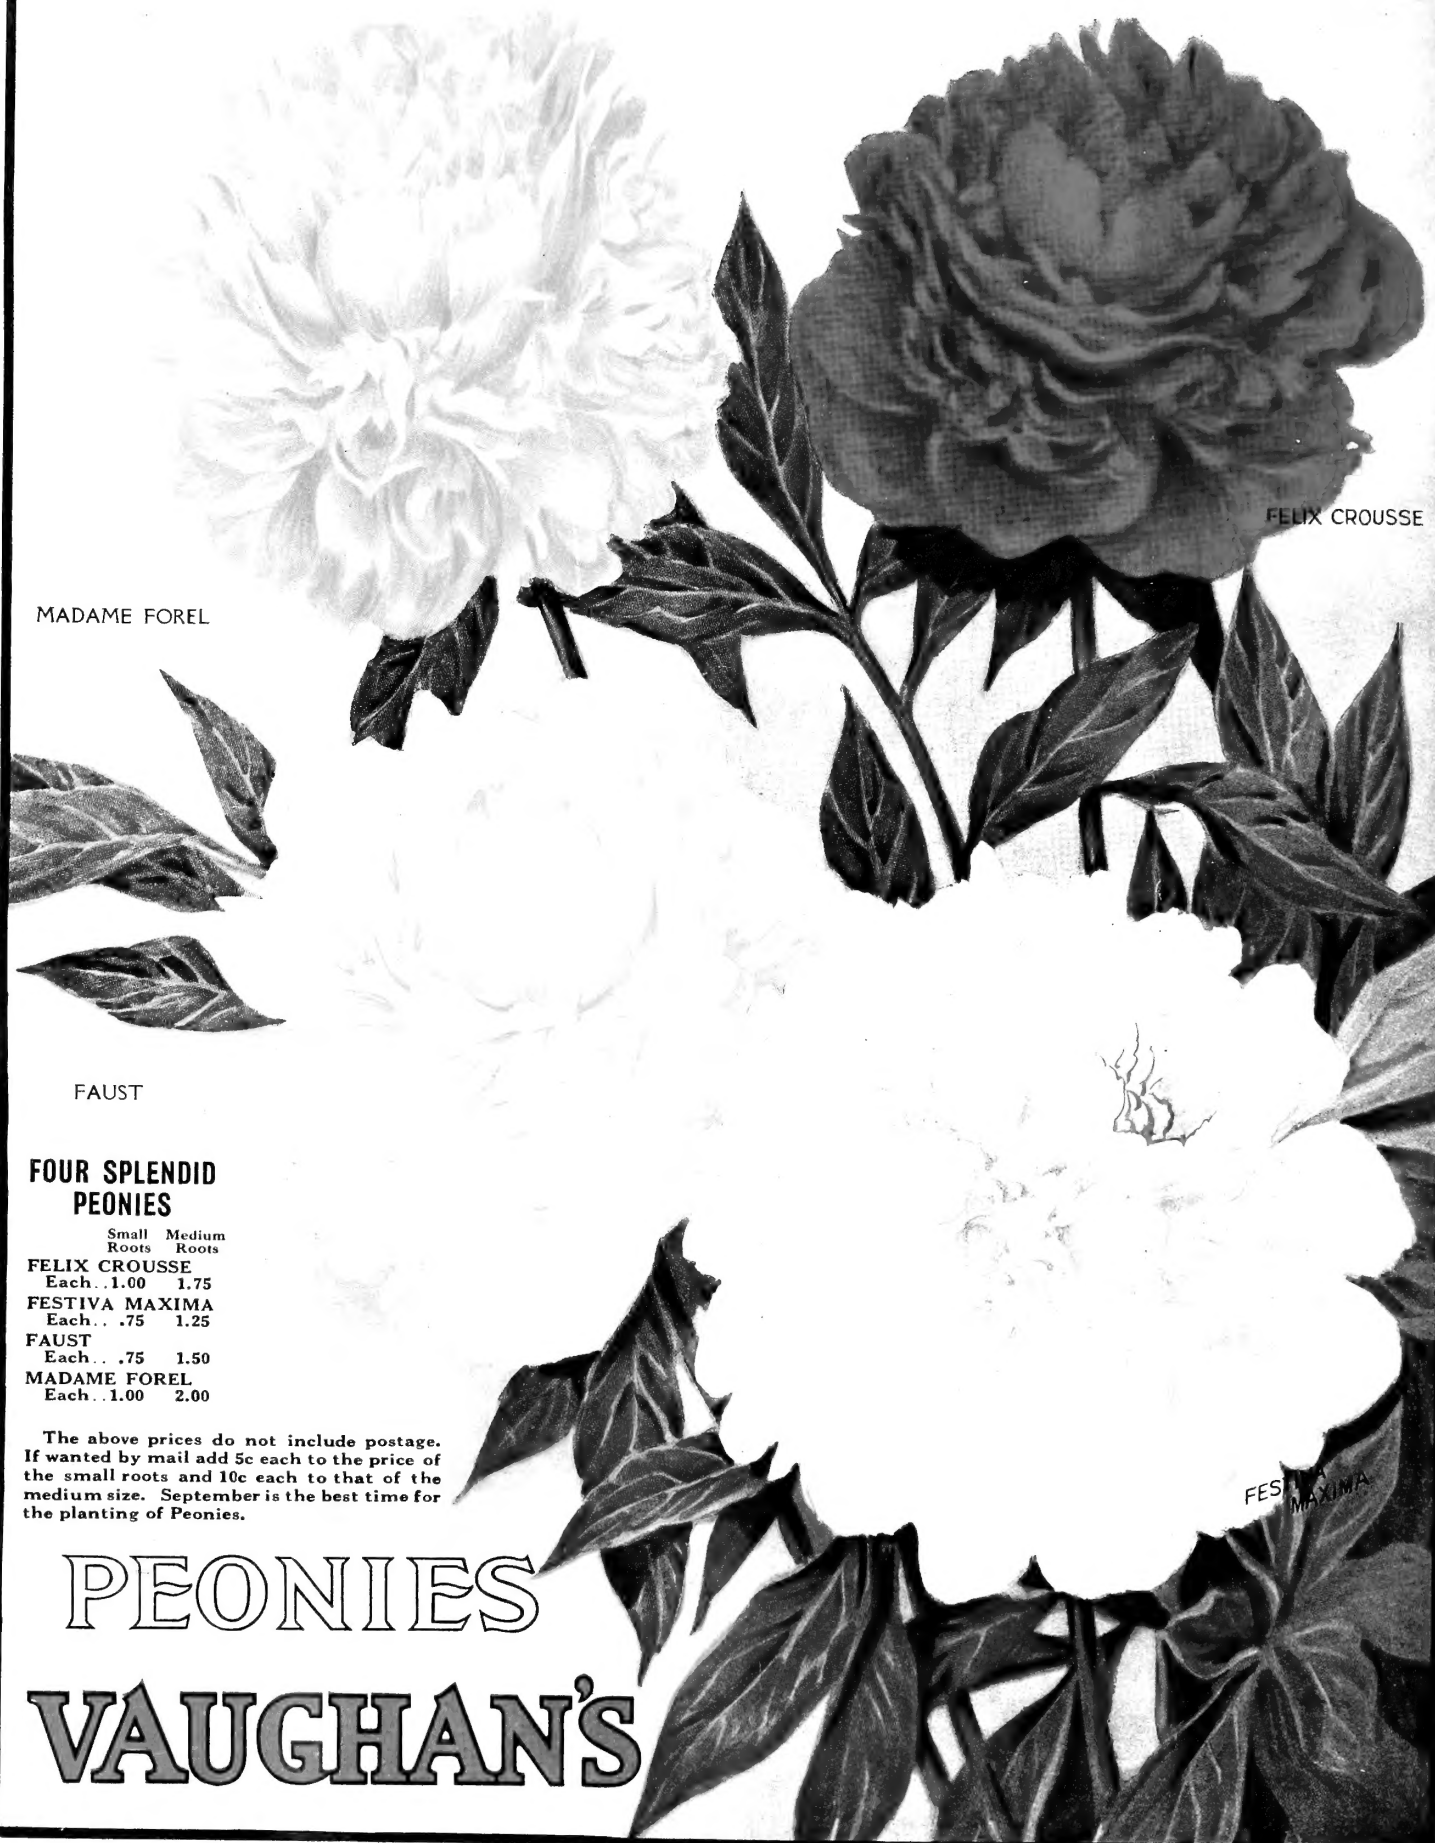 FELIX CROUSSE
MADAME FOREL
FAUST
FOUR SPLENDID
PEONIES
Small Medium
Roots Roots
FELIX CROUSSE
Each..1.00 1.75
FESTIVA MAXIMA
Each.. .75 1.25
FAUST
Each.. .75 1.50
MADAME FOREL
Each..1.00 2.00
The above prices do not include postage.
If wanted by mail add 5c each to the price of
the small roots and 10c each to that of the
medium size. September is the best time for
the planting of Peonies.
FESTIVA
MAXIMA
PEONIES
VAUGHAN'S